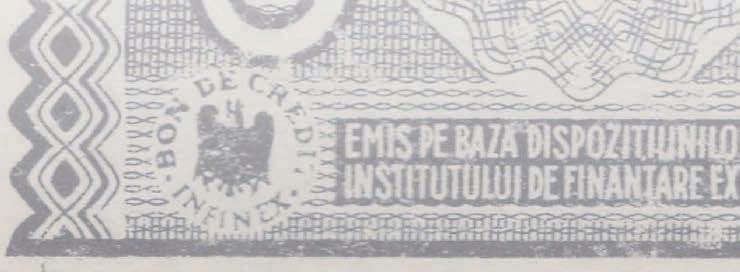 BON DE CREDIT
INFINEX
EMIS PE BAZA DISPOZIȚIUNILO
INSTITUTULUI DE FINANȚARE EX